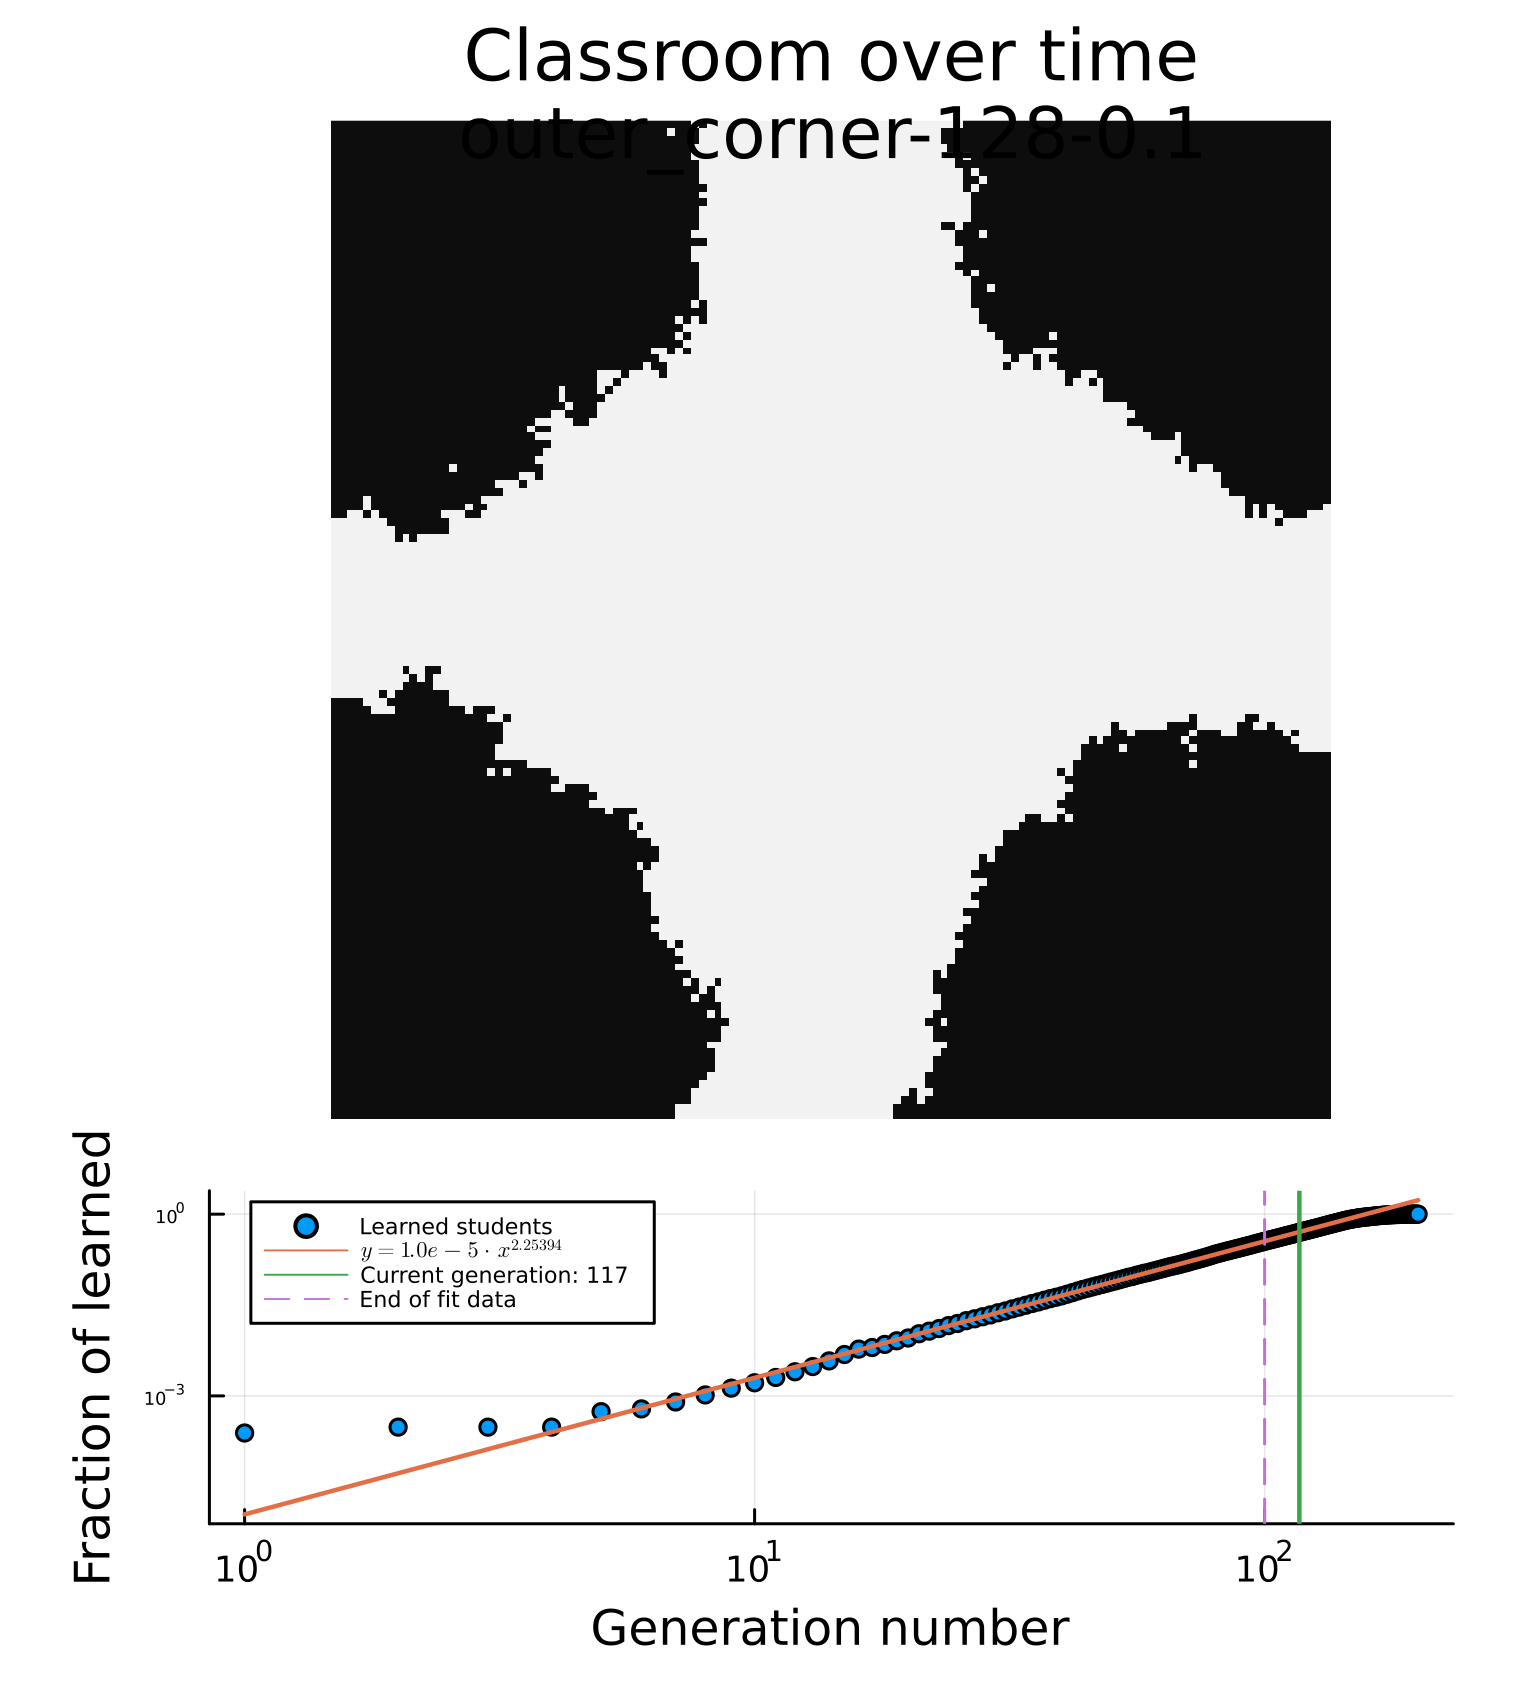 Classroom over time
outer_corner-128-0.1
Fraction of learned
10^0
10^-3
Learned students
y = 1.0e − 5 · x^2.25394
Current generation: 117
End of fit data
10^0
10^1
10^2
Generation number